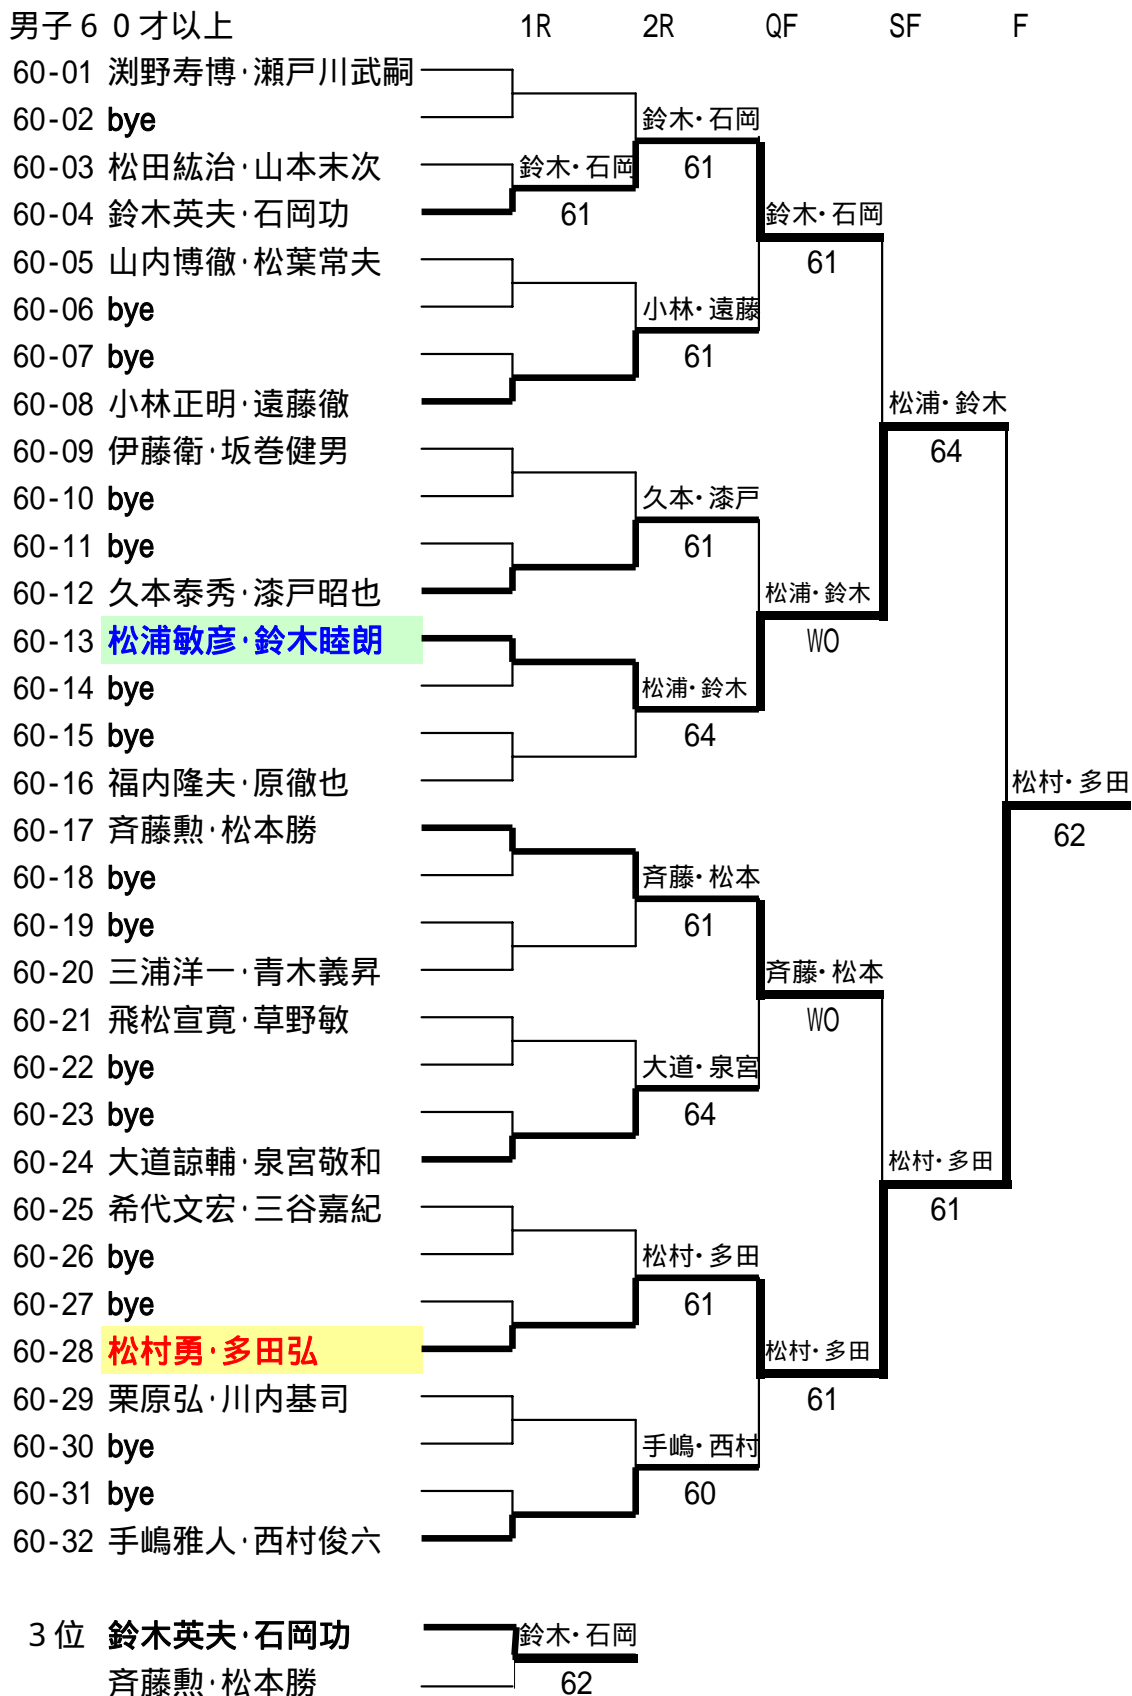 男子６０才以上 1R 2R QF SF F
60-01 渕野寿博･瀬戸川武嗣
60-02 bye 鈴木･石岡
60-03 松田紘治･山本末次 鈴木･石岡 61
60-04 鈴木英夫･石岡功 61 鈴木･石岡
60-05 山内博徹･松葉常夫 61
60-06 bye 小林･遠藤
60-07 bye 61
60-08 小林正明･遠藤徹 松浦･鈴木
60-09 伊藤衛･坂巻健男 64
60-10 bye 久本･漆戸
60-11 bye 61
60-12 久本泰秀･漆戸昭也 松浦･鈴木
60-13 松浦敏彦･鈴木睦朗 WO
60-14 bye 松浦･鈴木
60-15 bye 64
60-16 福内隆夫･原徹也 松村･多田
60-17 斉藤勲･松本勝 62
60-18 bye 斉藤･松本
60-19 bye 61
60-20 三浦洋一･青木義昇 斉藤･松本
60-21 飛松宣寛･草野敏 WO
60-22 bye 大道･泉宮
60-23 bye 64
60-24 大道諒輔･泉宮敬和 松村･多田
60-25 希代文宏･三谷嘉紀 61
60-26 bye 松村･多田
60-27 bye 61
60-28 松村勇･多田弘 松村･多田
60-29 栗原弘･川内基司 61
60-30 bye 手嶋･西村
60-31 bye 60
60-32 手嶋雅人･西村俊六
３位 鈴木英夫･石岡功 鈴木･石岡
斉藤勲･松本勝 62